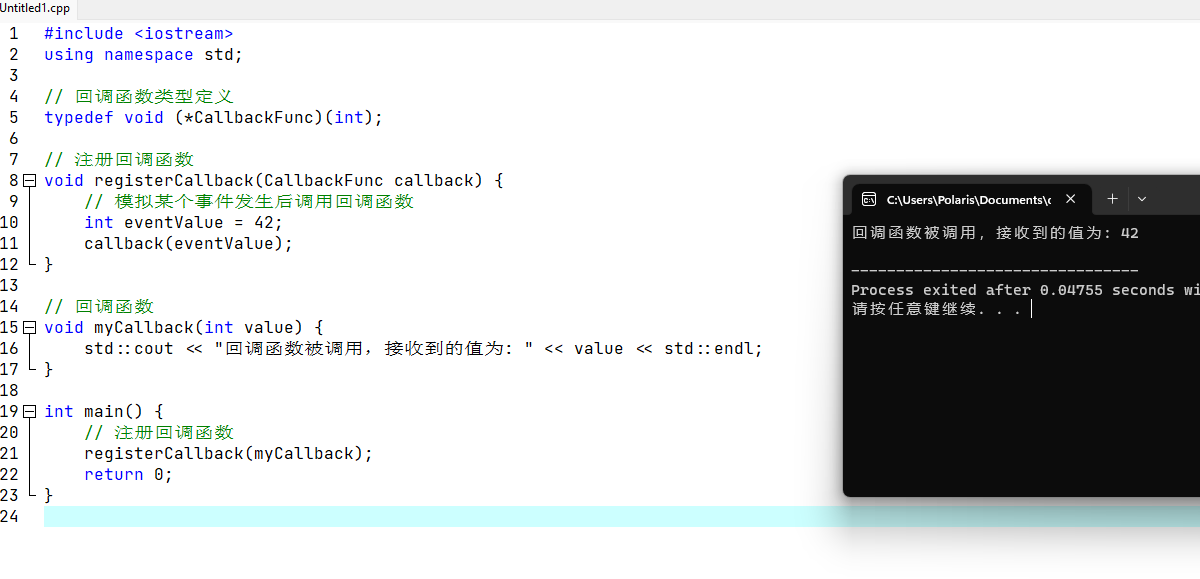 Untitled1.cpp
1 #include <iostream>
2 using namespace std;
3
4 // 回调函数类型定义
5 typedef void (*CallbackFunc)(int);
6
7 // 注册回调函数
8 void registerCallback(CallbackFunc callback) {
9 // 模拟某个事件发生后调用回调函数
10 int eventValue = 42;
11 callback(eventValue);
12 }
13
14 // 回调函数
15 void myCallback(int value) {
16 std::cout << "回调函数被调用，接收到的值为: " << value << std::endl;
17 }
18
19 int main() {
20 // 注册回调函数
21 registerCallback(myCallback);
22 return 0;
23 }
24
C:\Users\Polaris\Documents\
回调函数被调用，接收到的值为: 42
--------------------------------
Process exited after 0.04755 seconds wi
请按任意键继续. . .